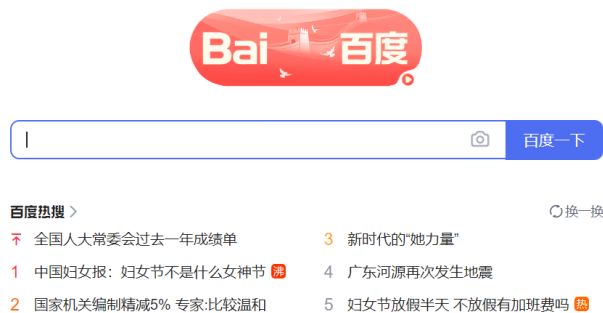 Bai 百度
百度一下
百度热搜
换一换
全国人大常委会过去一年成绩单
1 中国妇女报：妇女节不是什么女神节 沸
2 国家机关编制精减5% 专家:比较温和
3 新时代的“她力量”
4 广东河源再次发生地震
5 妇女节放假半天 不放假有加班费吗 热